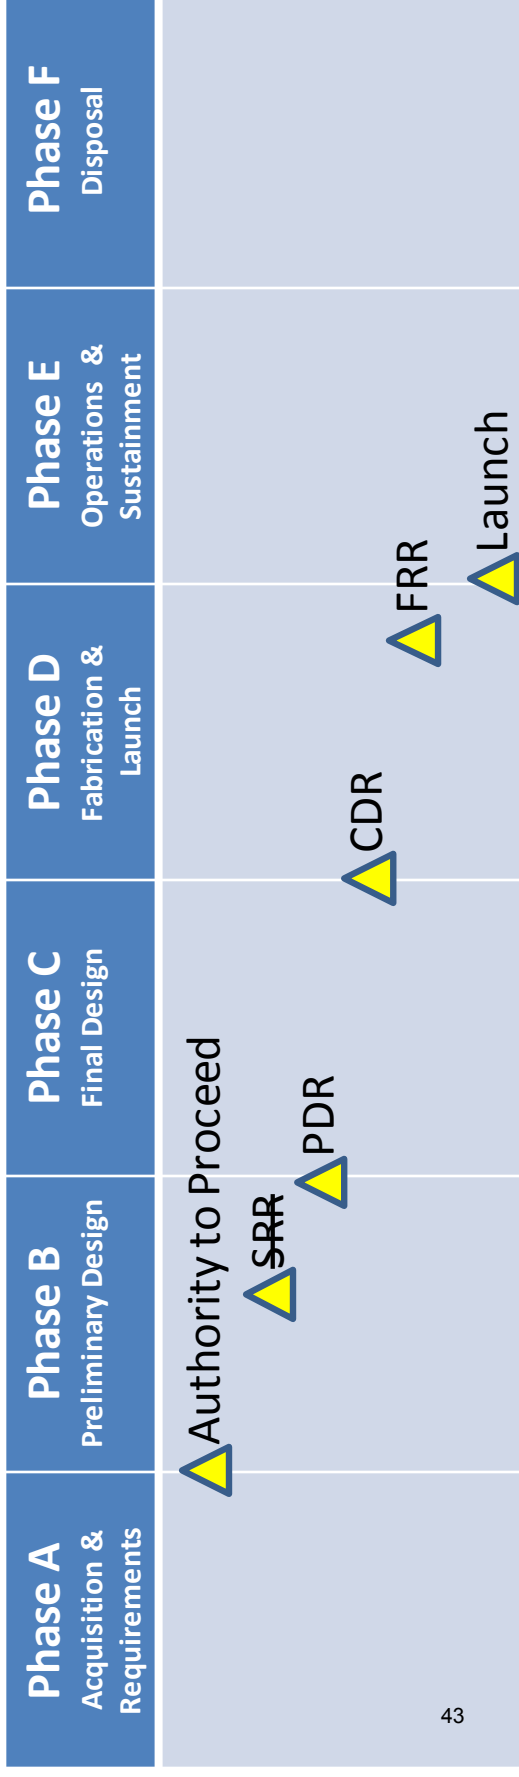 Phase A
Acquisition &
Requirements
Phase B
Preliminary Design
Phase C
Final Design
Phase D
Fabrication &
Launch
Phase E
Operations &
Sustainment
Phase F
Disposal
Authority to Proceed
SRR
PDR
CDR
FRR
Launch
43